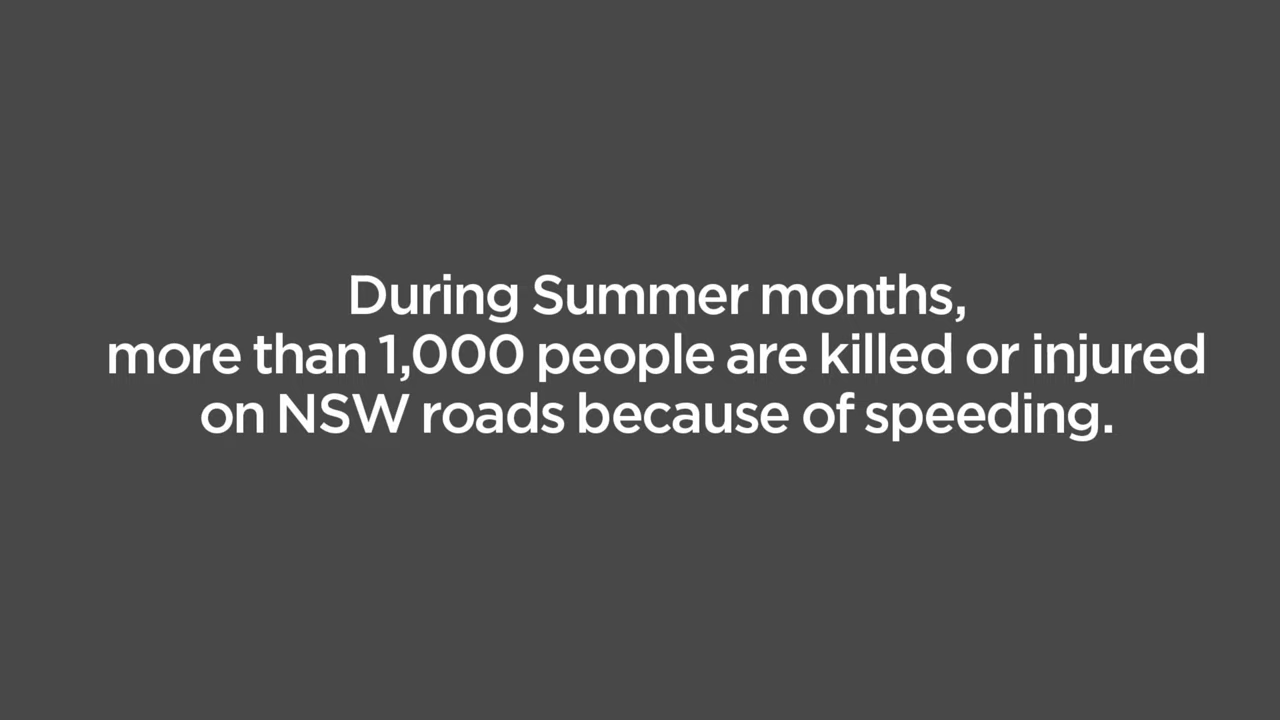 During Summer months,
more than 1,000 people are killed or injured
on NSW roads because of speeding.